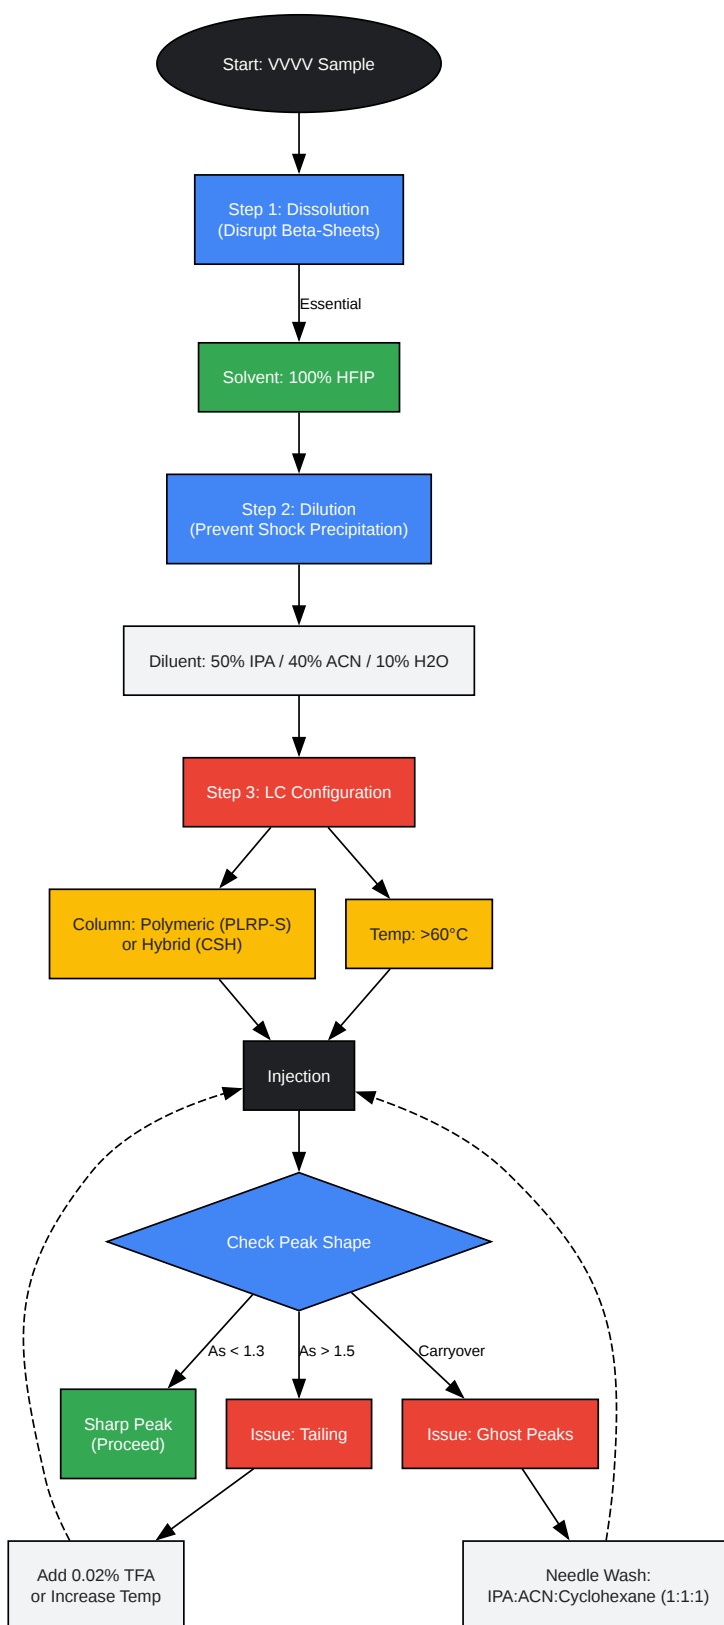 Start: VVVV Sample
Step 1: Dissolution
(Disrupt Beta-Sheets)
Essential
Solvent: 100% HFIP
Step 2: Dilution
(Prevent Shock Precipitation)
Diluent: 50% IPA / 40% ACN / 10% H2O
Step 3: LC Configuration
Column: Polymeric (PLRP-S)
or Hybrid (CSH)
Temp: >60°C
Injection
Check Peak Shape
As < 1.3
As > 1.5
Carryover
Sharp Peak
(Proceed)
Issue: Tailing
Issue: Ghost Peaks
Add 0.02% TFA
or Increase Temp
Needle Wash:
IPA:ACN:Cyclohexane (1:1:1)